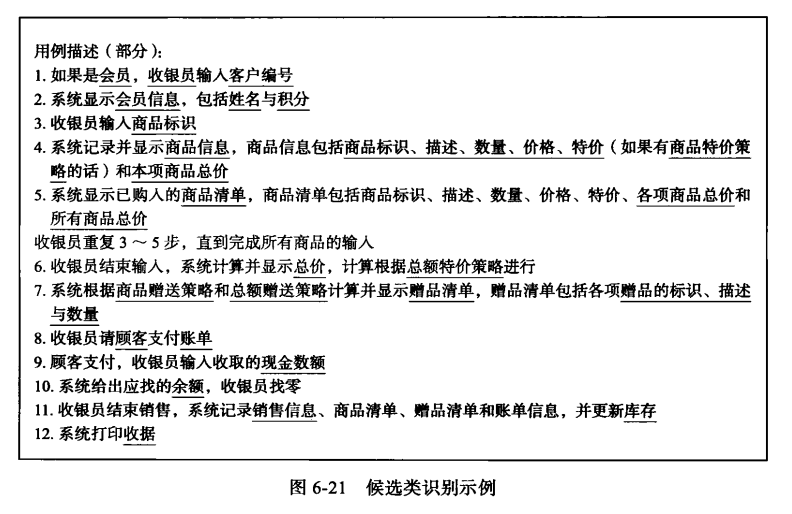 用例描述（部分）：
1. 如果是会员，收银员输入客户编号
2. 系统显示会员信息，包括姓名与积分
3. 收银员输入商品标识
4. 系统记录并显示商品信息，商品信息包括商品标识、描述、数量、价格、特价（如果有商品特价策
略的话）和本项商品总价
5. 系统显示已购入的商品清单，商品清单包括商品标识、描述、数量、价格、特价、各项商品总价和
所有商品总价
收银员重复 3 ～ 5 步，直到完成所有商品的输入
6. 收银员结束输入，系统计算并显示总价，计算根据总额特价策略进行
7. 系统根据商品赠送策略和总额赠送策略计算并显示赠品清单，赠品清单包括各项赠品的标识、描述
与数量
8. 收银员请顾客支付账单
9. 顾客支付，收银员输入收取的现金数额
10. 系统给出应找的余额，收银员找零
11. 收银员结束销售，系统记录销售信息、商品清单、赠品清单和账单信息，并更新库存
12. 系统打印收据
图 6-21 候选类识别示例